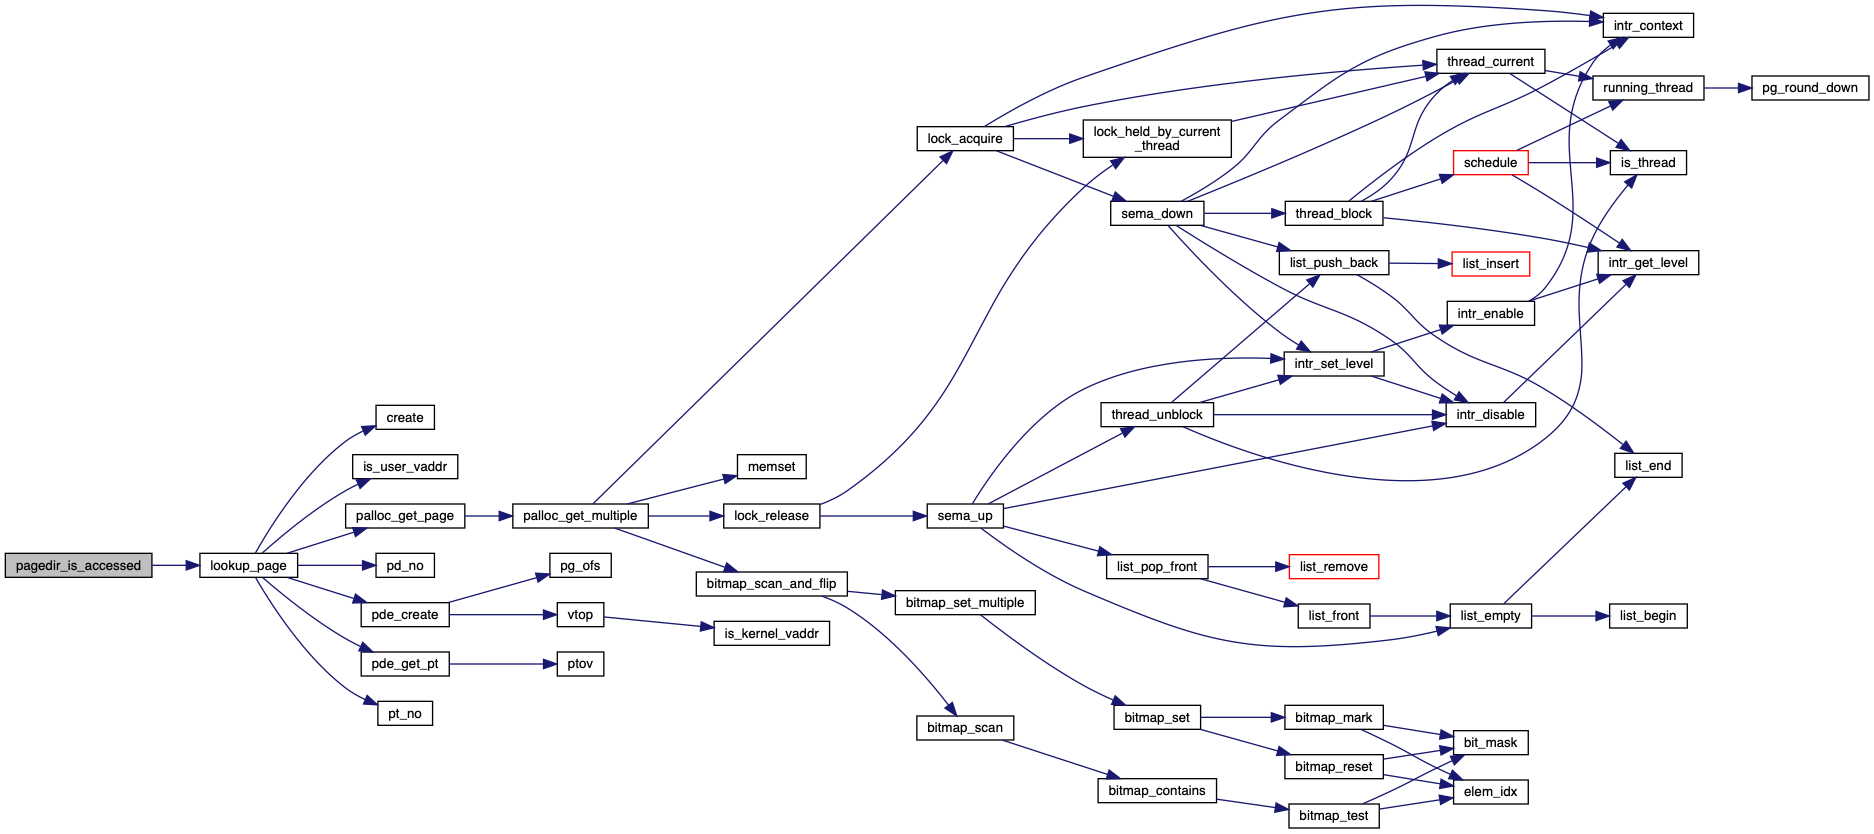 intr_context
thread_current
running_thread
pg_round_down
lock_acquire
lock_held_by_current
_thread
schedule
is_thread
sema_down
thread_block
list_push_back
list_insert
intr_get_level
intr_enable
intr_set_level
create
thread_unblock
intr_disable
is_user_vaddr
memset
list_end
palloc_get_page
palloc_get_multiple
lock_release
sema_up
pagedir_is_accessed
lookup_page
pd_no
pg_ofs
list_pop_front
list_remove
bitmap_scan_and_flip
bitmap_set_multiple
pde_create
vtop
is_kernel_vaddr
list_front
list_empty
list_begin
pde_get_pt
ptov
pt_no
bitmap_scan
bitmap_set
bitmap_mark
bit_mask
bitmap_reset
bitmap_contains
elem_idx
bitmap_test